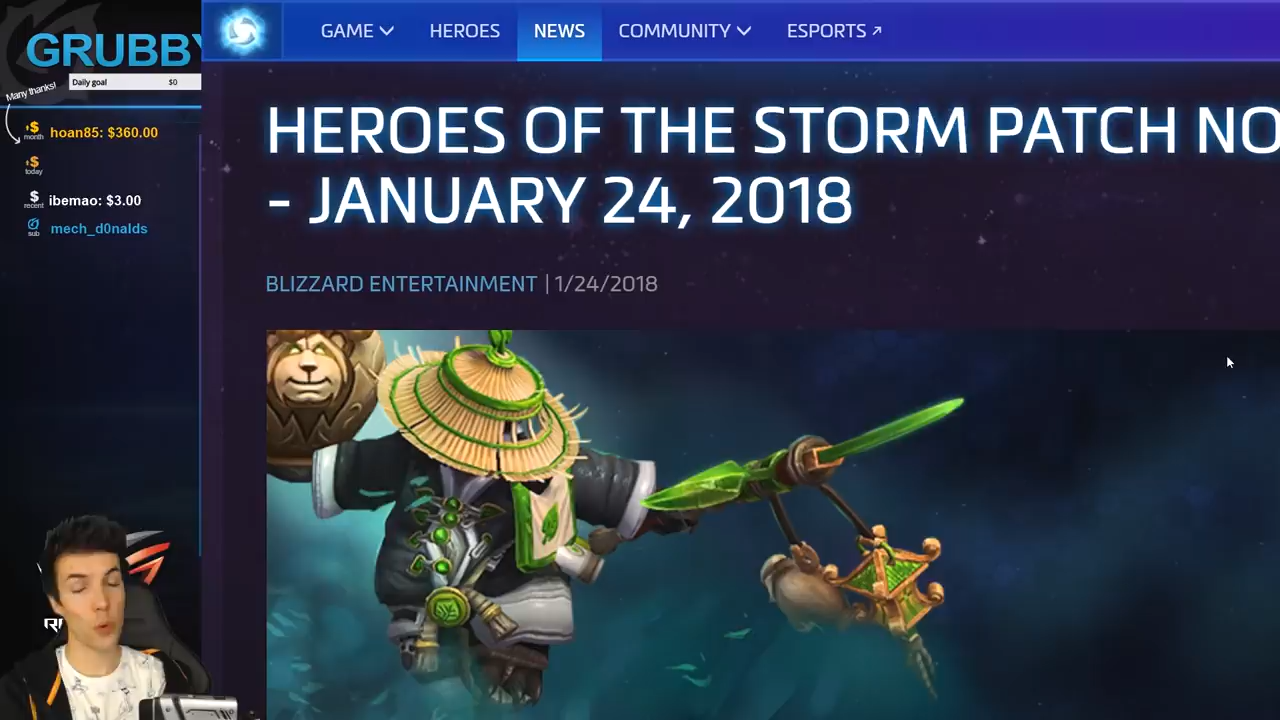 GRUBBY
Daily goal $0
Many thanks!
$ month hoan85: $360.00
$ today
$ recent ibemao: $3.00
sub mech_d0nalds
GAME HEROES NEWS COMMUNITY ESPORTS
HEROES OF THE STORM PATCH NO
- JANUARY 24, 2018
BLIZZARD ENTERTAINMENT | 1/24/2018